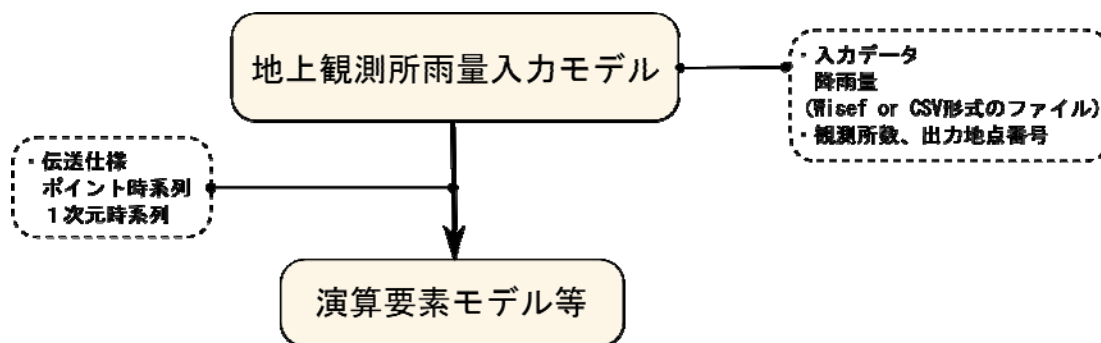 地上観測所雨量入力モデル
・入力データ
降雨量
(Wisef or CSV形式のファイル)
・観測所数、出力地点番号
・伝送仕様
ポイント時系列
１次元時系列
演算要素モデル等